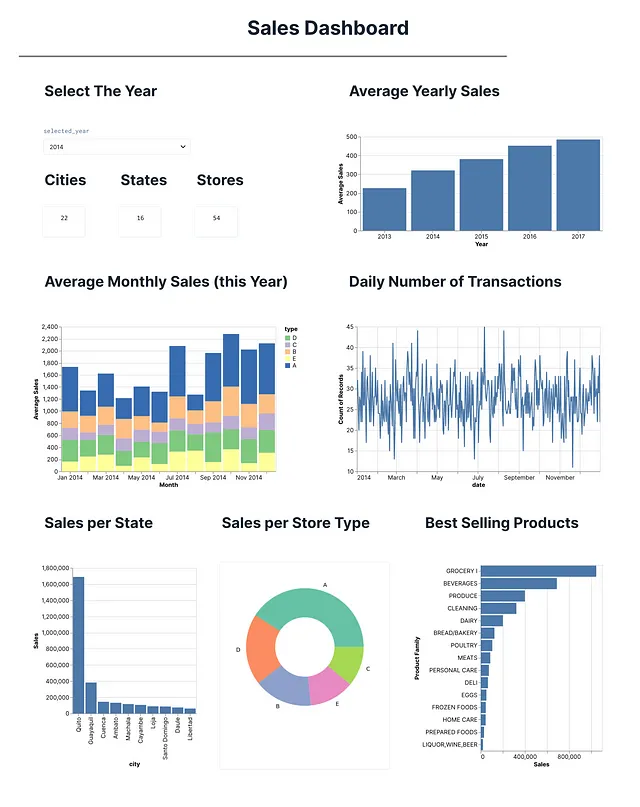 Sales Dashboard
Select The Year
selected_year
2014
Cities States Stores
22 16 54
Average Yearly Sales
500
400
300
200
100
0
Average Sales
2013 2014 2015 2016 2017
Year
Average Monthly Sales (this Year)
2,400
2,200
2,000
1,800
1,600
1,400
1,200
1,000
800
600
400
200
0
Average Sales
Jan 2014 Mar 2014 May 2014 Jul 2014 Sep 2014 Nov 2014
Month
type
D
C
B
E
A
Daily Number of Transactions
45
40
35
30
25
20
15
10
Count of Records
2014 March May July September November
date
Sales per State
1,800,000
1,600,000
1,400,000
1,200,000
1,000,000
800,000
600,000
400,000
200,000
0
Sales
Quito
Guayaquil
Cuenca
Ambato
Machala
Cayambe
Loja
Santo Domingo
Daule
Libertad
city
Sales per Store Type
A
D
C
B
E
Best Selling Products
Product Family
GROCERY I
BEVERAGES
PRODUCE
CLEANING
DAIRY
BREAD/BAKERY
POULTRY
MEATS
PERSONAL CARE
DELI
EGGS
FROZEN FOODS
HOME CARE
PREPARED FOODS
LIQUOR,WINE,BEER
0 400,000 800,000
Sales